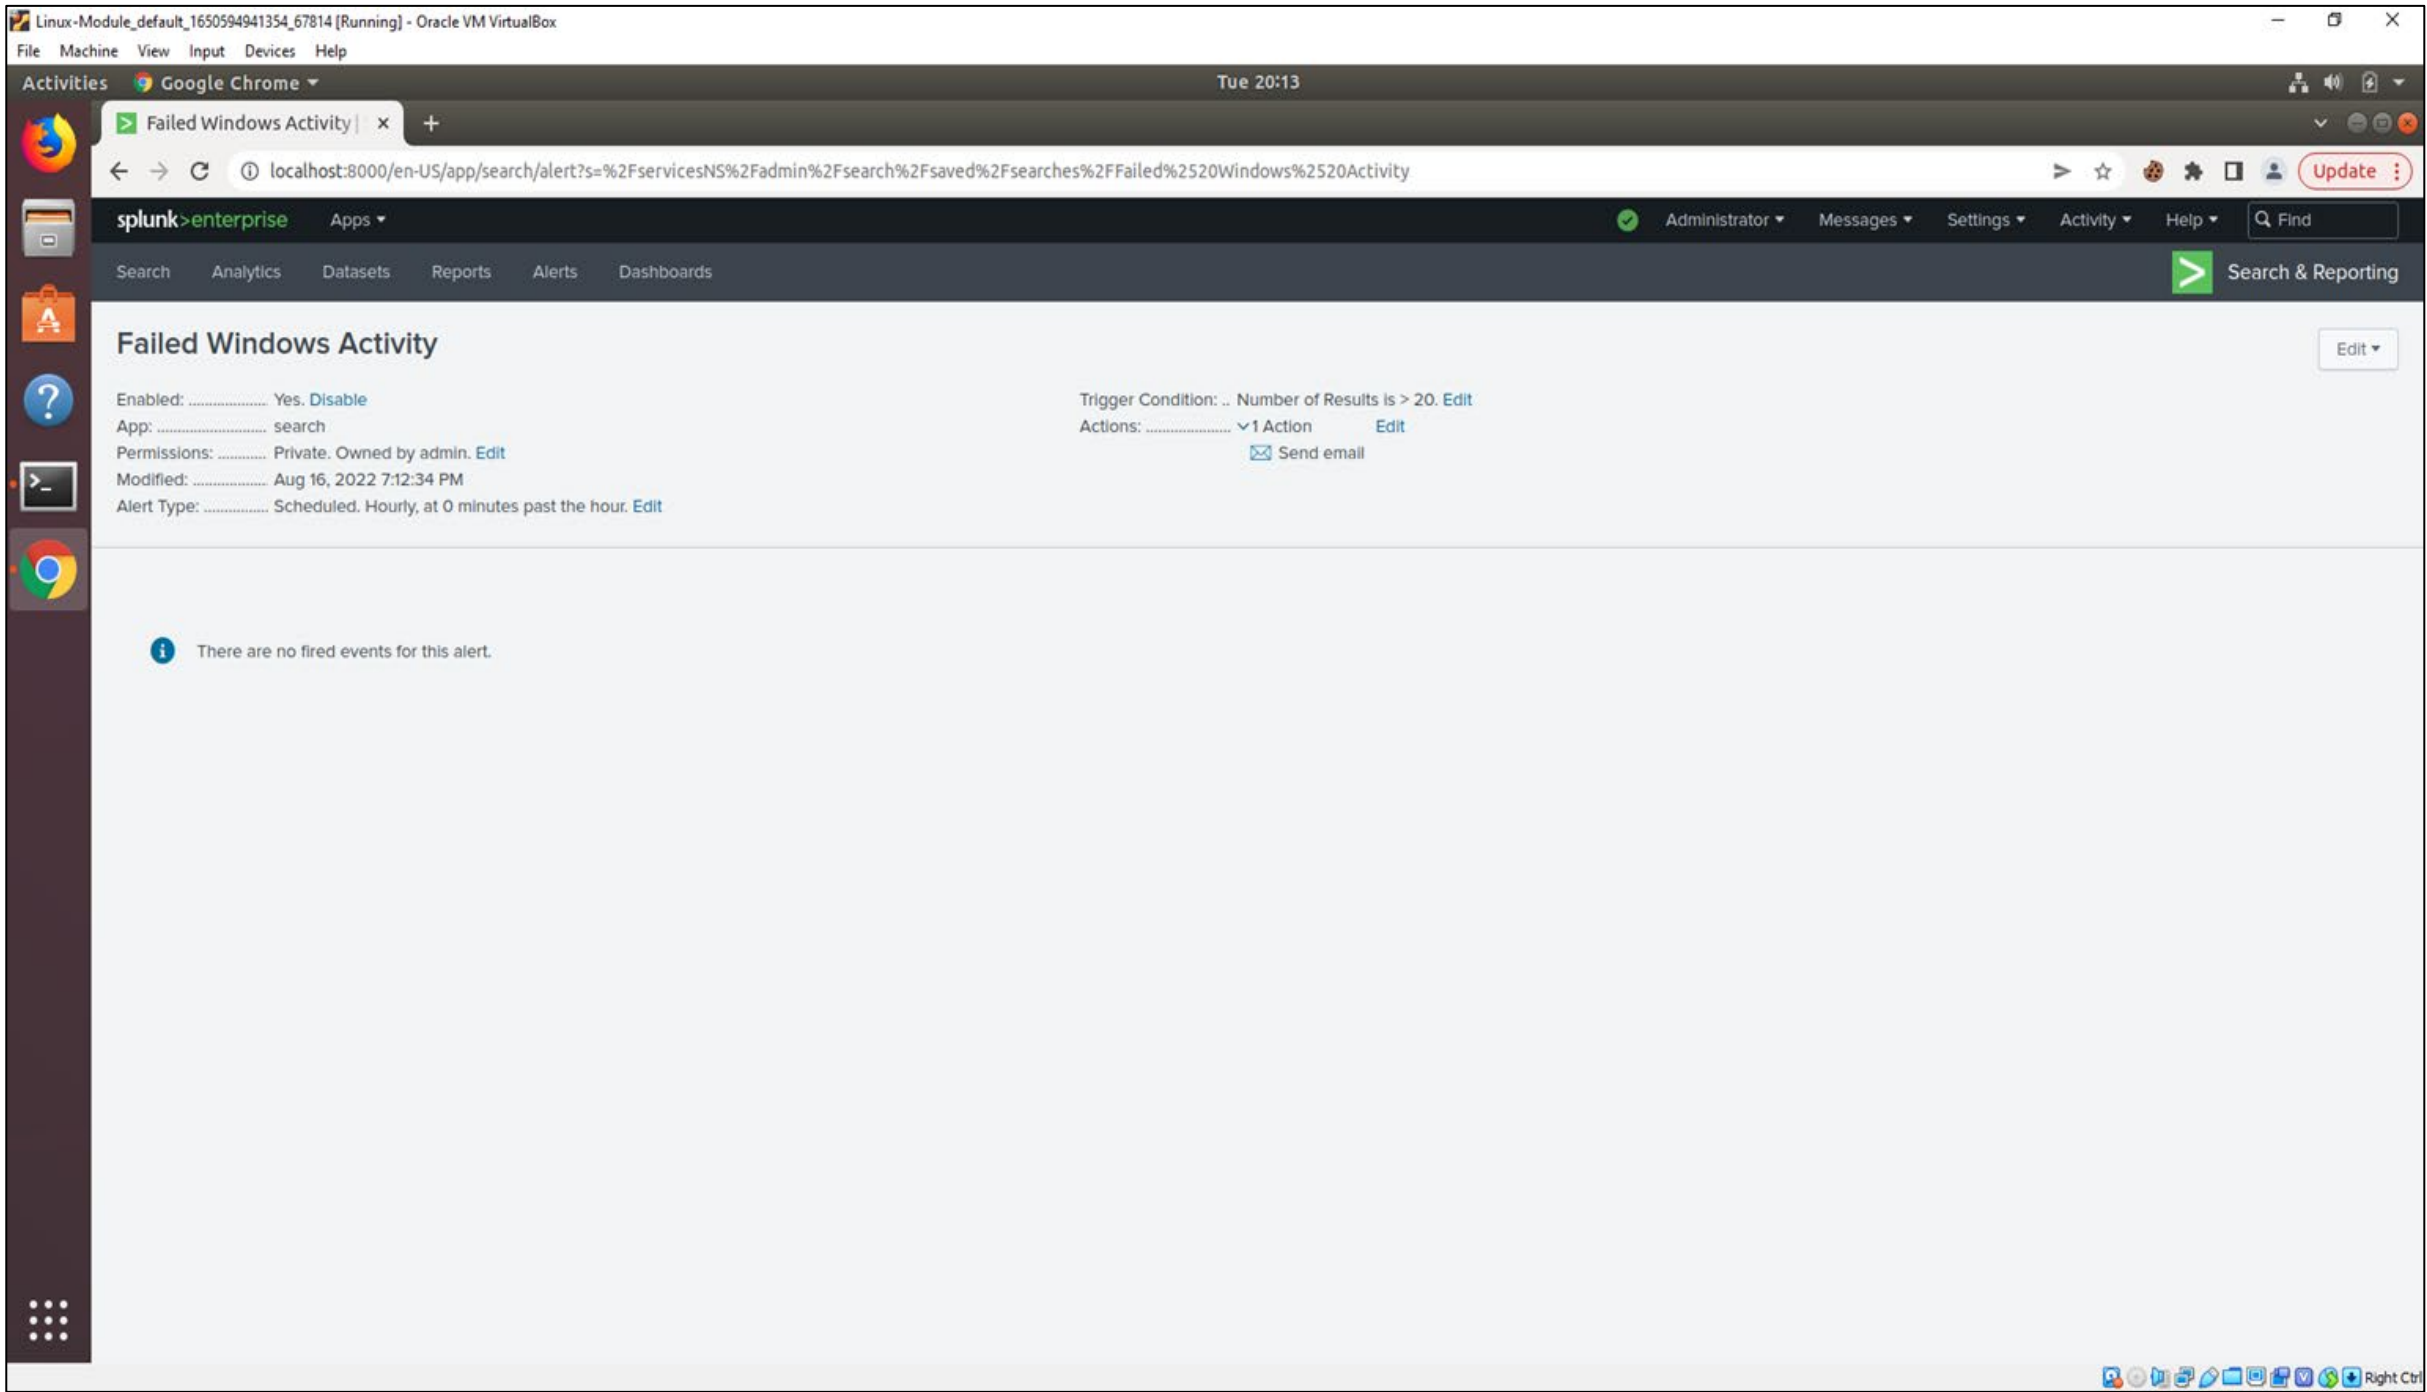 Linux-Module_default_1650594941354_67814 [Running] - Oracle VM VirtualBox
File Machine View Input Devices Help
Activities Google Chrome Tue 20:13
Failed Windows Activity |
localhost:8000/en-US/app/search/alert?s=%2FservicesNS%2Fadmin%2Fsearch%2Fsaved%2Fsearches%2FFailed%2520Windows%2520Activity Update
splunk>enterprise Apps Administrator Messages Settings Activity Help Find
Search Analytics Datasets Reports Alerts Dashboards Search & Reporting
Failed Windows Activity Edit
Enabled: .................. Yes. Disable
App: ......................... search
Permissions: ........... Private. Owned by admin. Edit
Modified: ................. Aug 16, 2022 7:12:34 PM
Alert Type: ............... Scheduled. Hourly, at 0 minutes past the hour. Edit
Trigger Condition: .. Number of Results is > 20. Edit
Actions: .................... 1 Action Edit
Send email
There are no fired events for this alert.
Right Ctrl